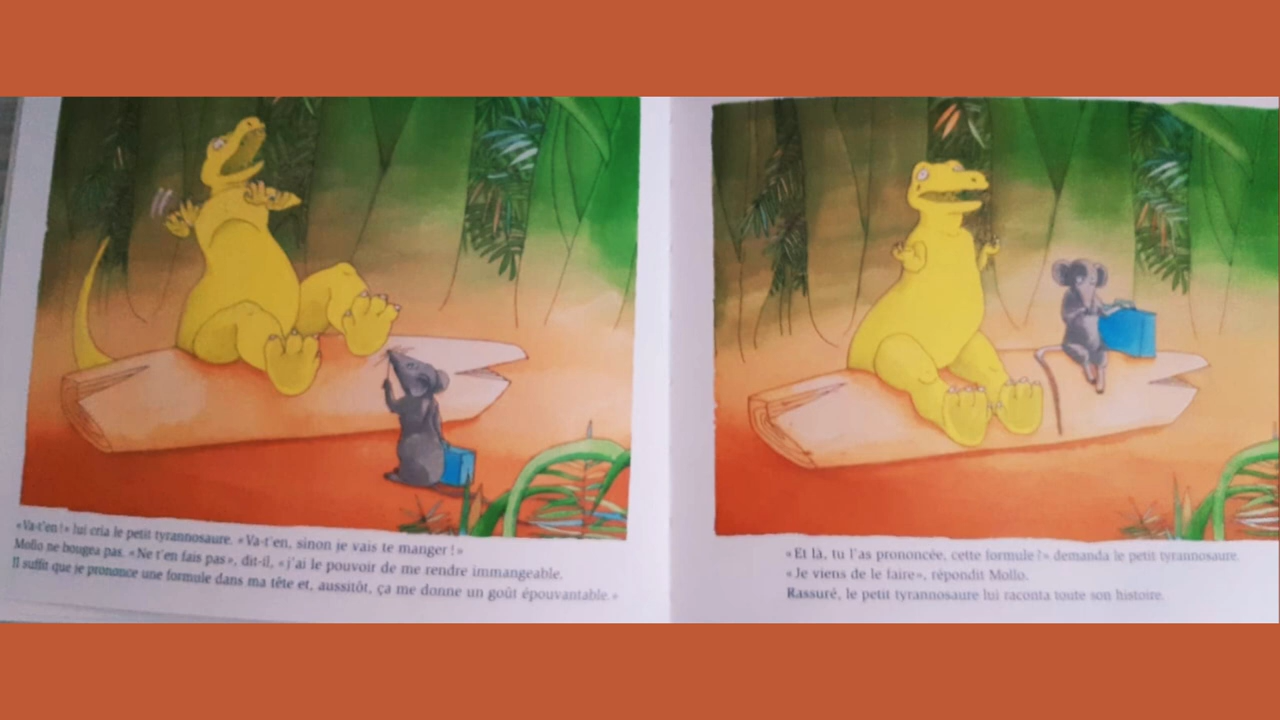 «Va-t'en!» lui cria le petit tyrannosaure. «Va-t'en, sinon je vais te manger!»
Mollo ne bougea pas. «Ne t'en fais pas», dit-il, «j'ai le pouvoir de me rendre immangeable.
Il suffit que je prononce une formule dans ma tête et, aussitôt, ça me donne un goût épouvantable.»
«Et là, tu l'as prononcée, cette formule?» demanda le petit tyrannosaure.
«Je viens de le faire», répondit Mollo.
Rassuré, le petit tyrannosaure lui raconta toute son histoire.